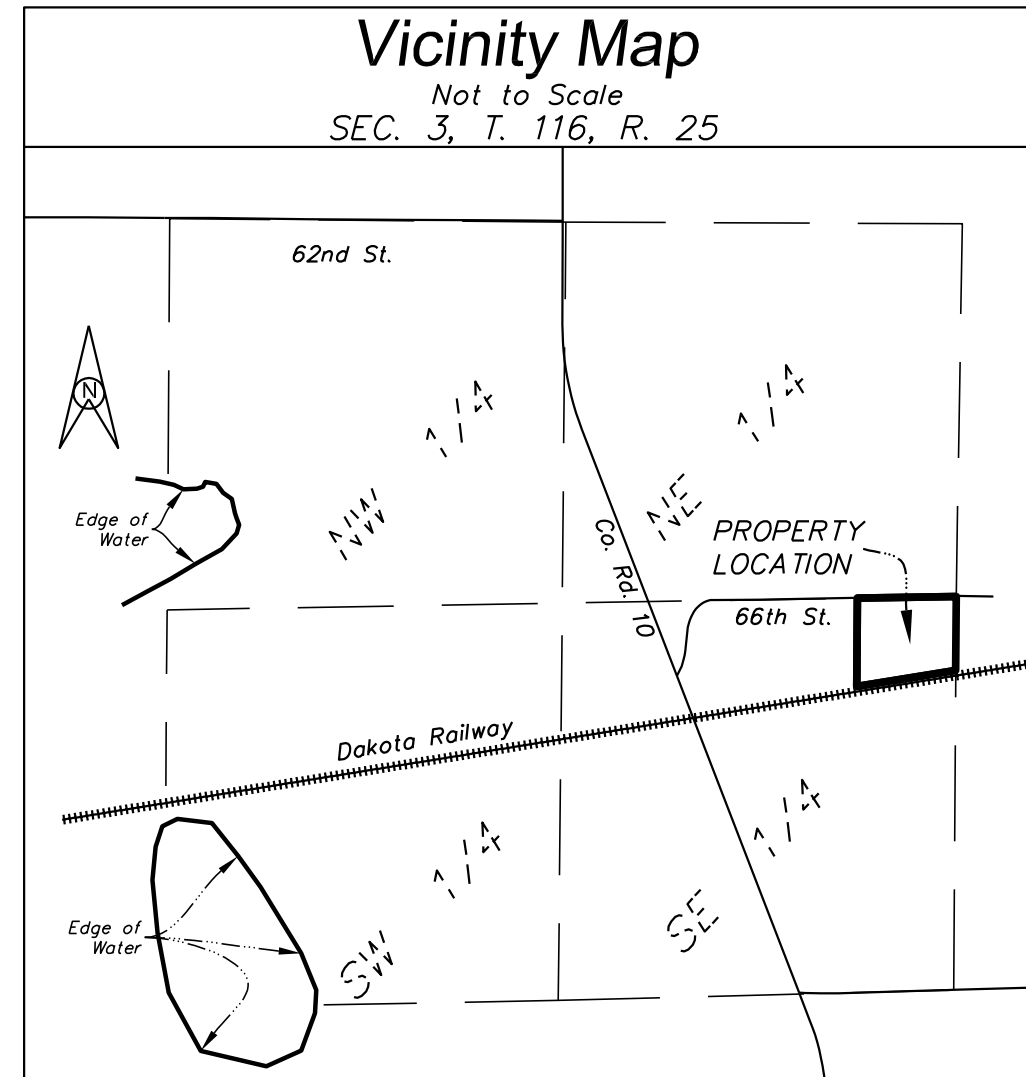 Vicinity Map
Not to Scale
SEC. 3, T. 116, R. 25
62nd St.
N
NW 1/4
NE 1/4
Edge of
Water
Co. Rd. 10
PROPERTY
LOCATION
66th St.
Dakota Railway
SW 1/4
SE 1/4
Edge of
Water